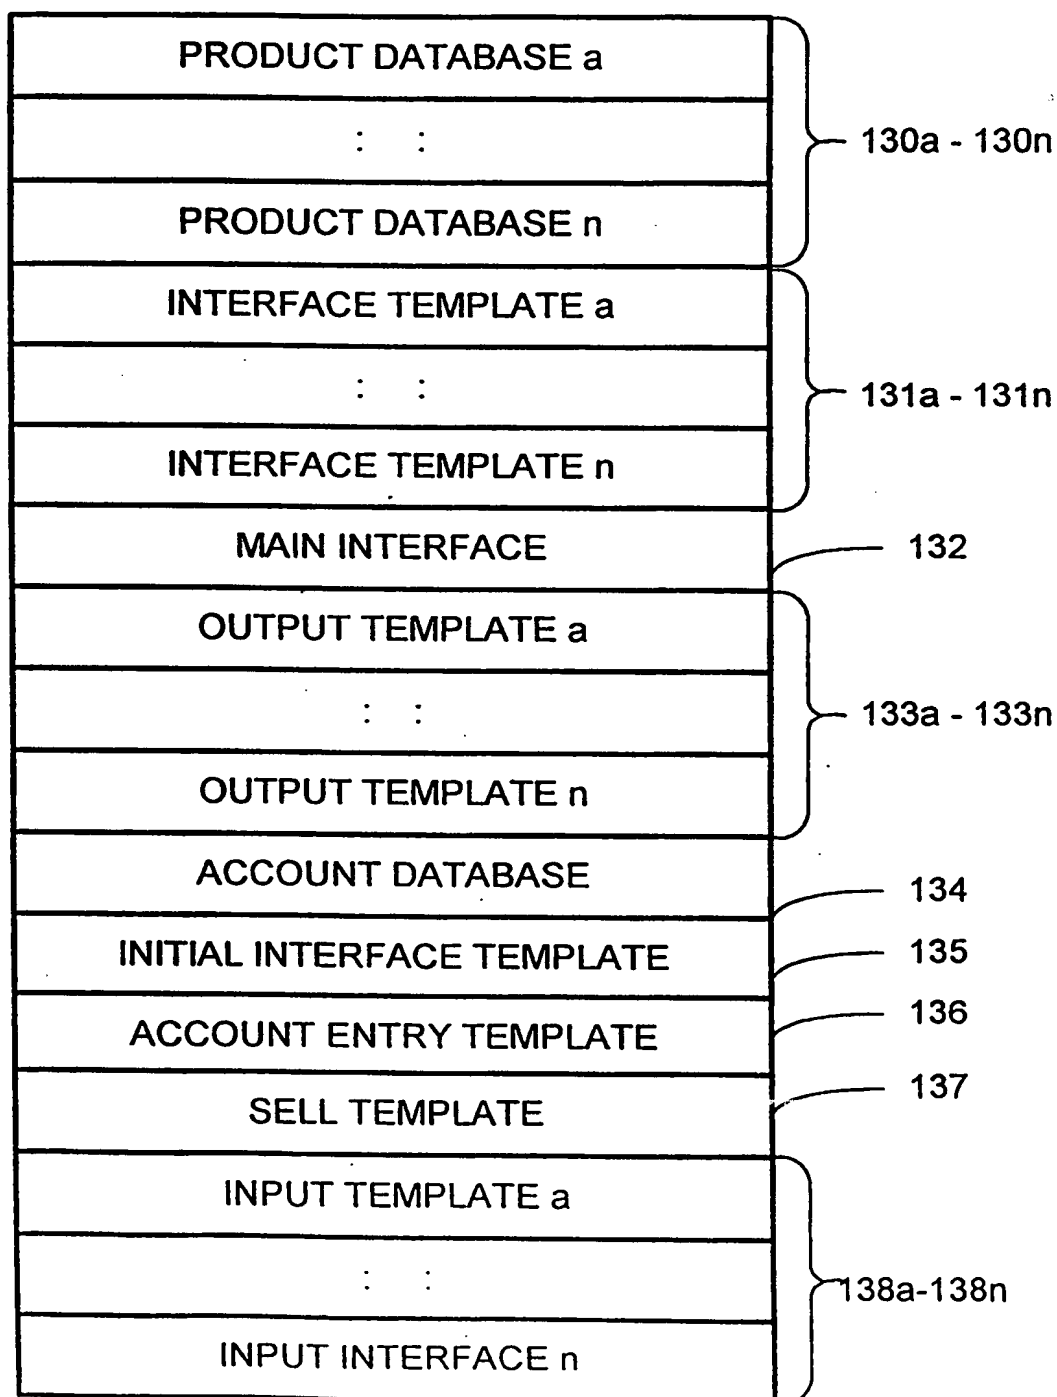 PRODUCT DATABASE a
: :
130a - 130n
PRODUCT DATABASE n
INTERFACE TEMPLATE a
: :
131a - 131n
INTERFACE TEMPLATE n
MAIN INTERFACE
132
OUTPUT TEMPLATE a
: :
133a - 133n
OUTPUT TEMPLATE n
ACCOUNT DATABASE
134
INITIAL INTERFACE TEMPLATE
135
ACCOUNT ENTRY TEMPLATE
136
SELL TEMPLATE
137
INPUT TEMPLATE a
: :
138a-138n
INPUT INTERFACE n